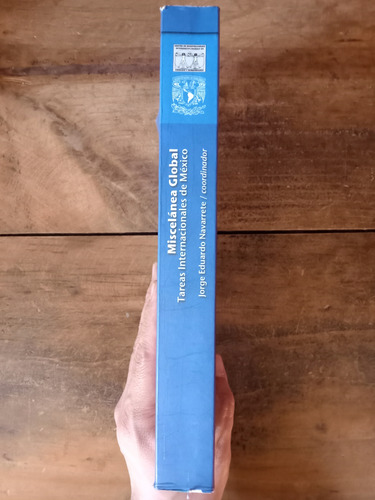 Miscelánea Global
Tareas Internacionales de México
Jorge Eduardo Navarrete / coordinador